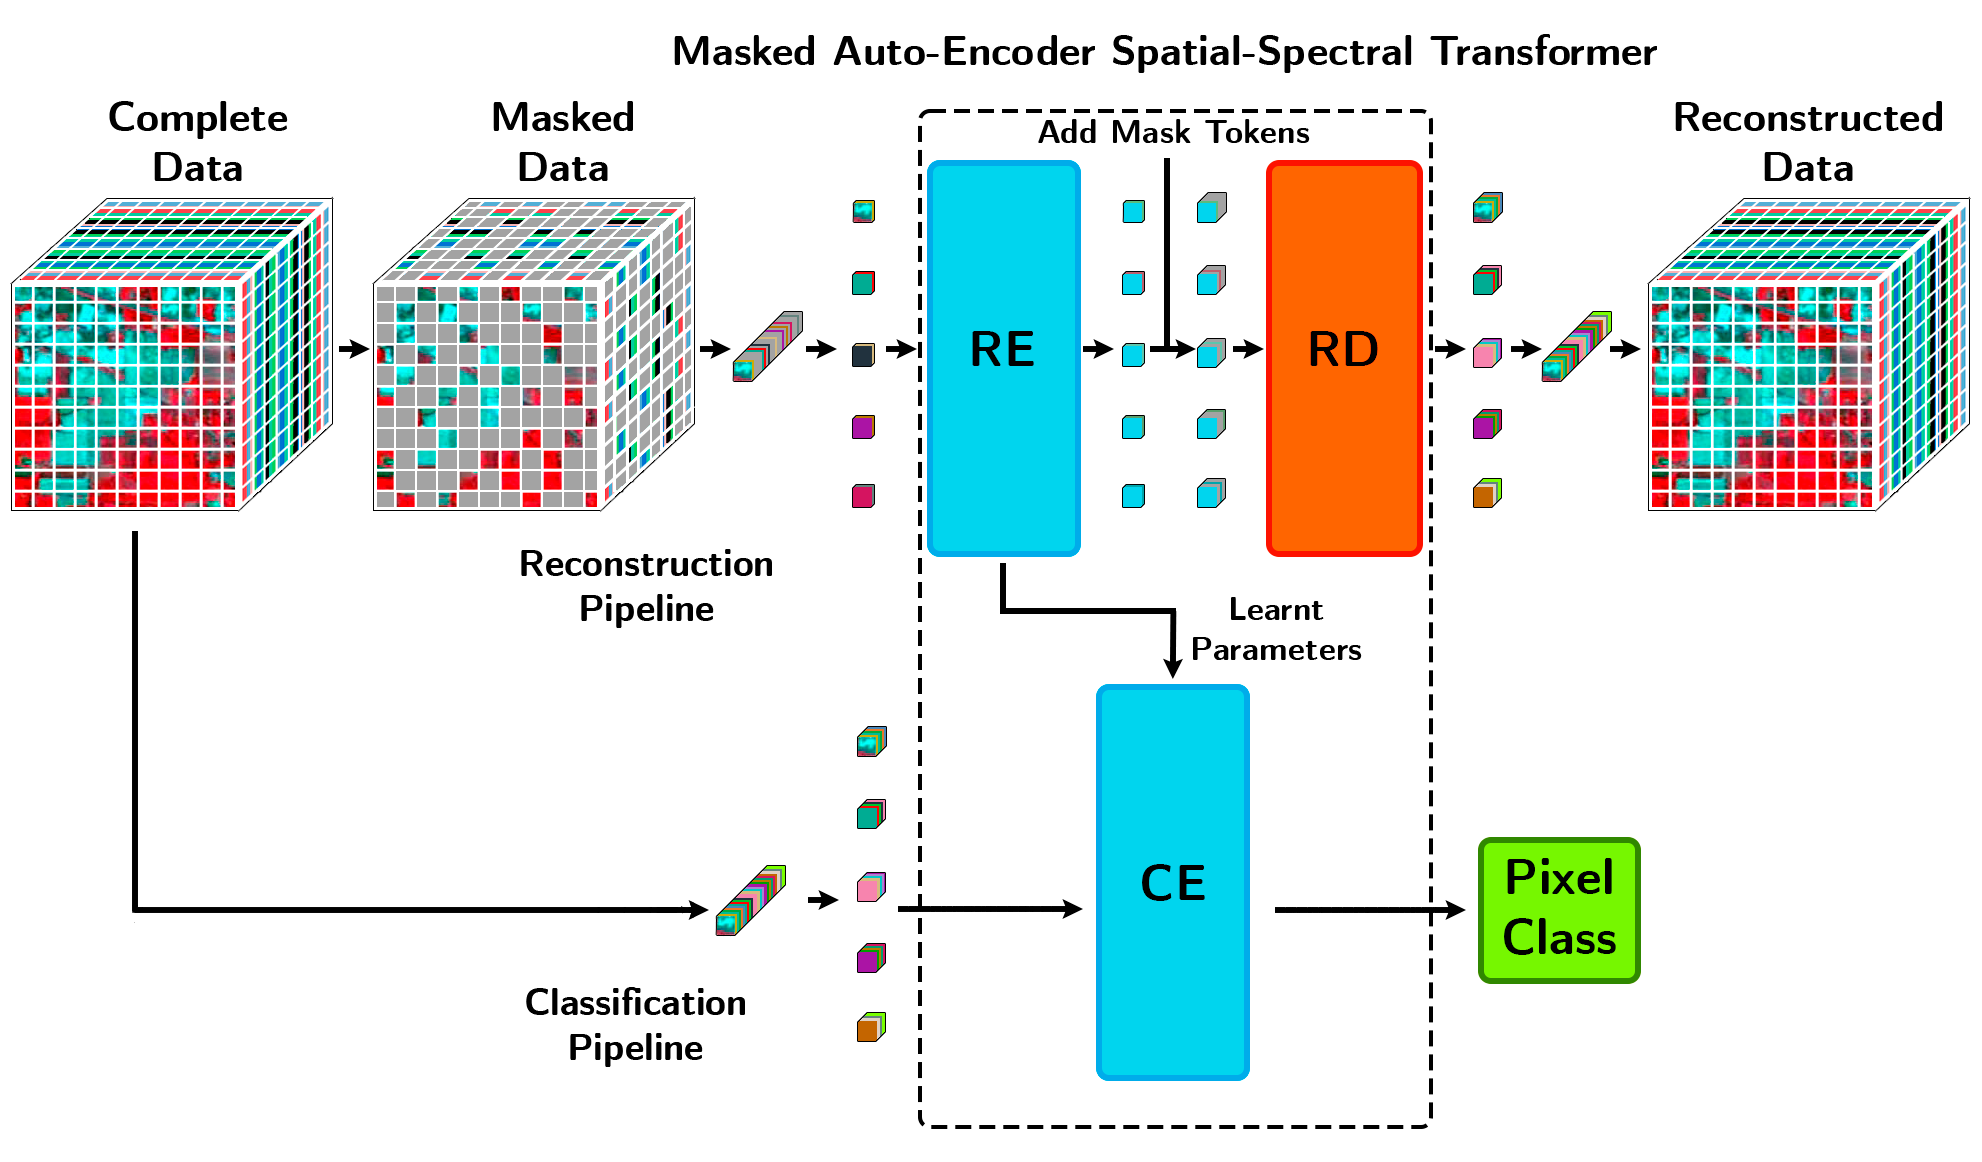 Masked Auto-Encoder Spatial-Spectral Transformer
Complete
Data
Masked
Data
Add Mask Tokens
Reconstructed
Data
RE
RD
Reconstruction
Pipeline
Learnt
Parameters
CE
Pixel
Class
Classification
Pipeline